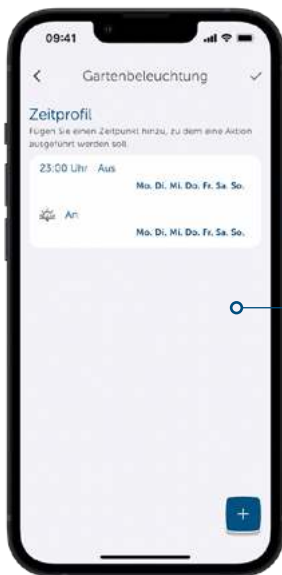 09:41
Gartenbeleuchtung
Zeitprofil
Fügen Sie einen Zeitpunkt hinzu, zu dem eine Aktion
ausgeführt werden soll.
23:00 Uhr Aus
Mo. Di. Mi. Do. Fr. Sa. So.
An
Mo. Di. Mi. Do. Fr. Sa. So.
+